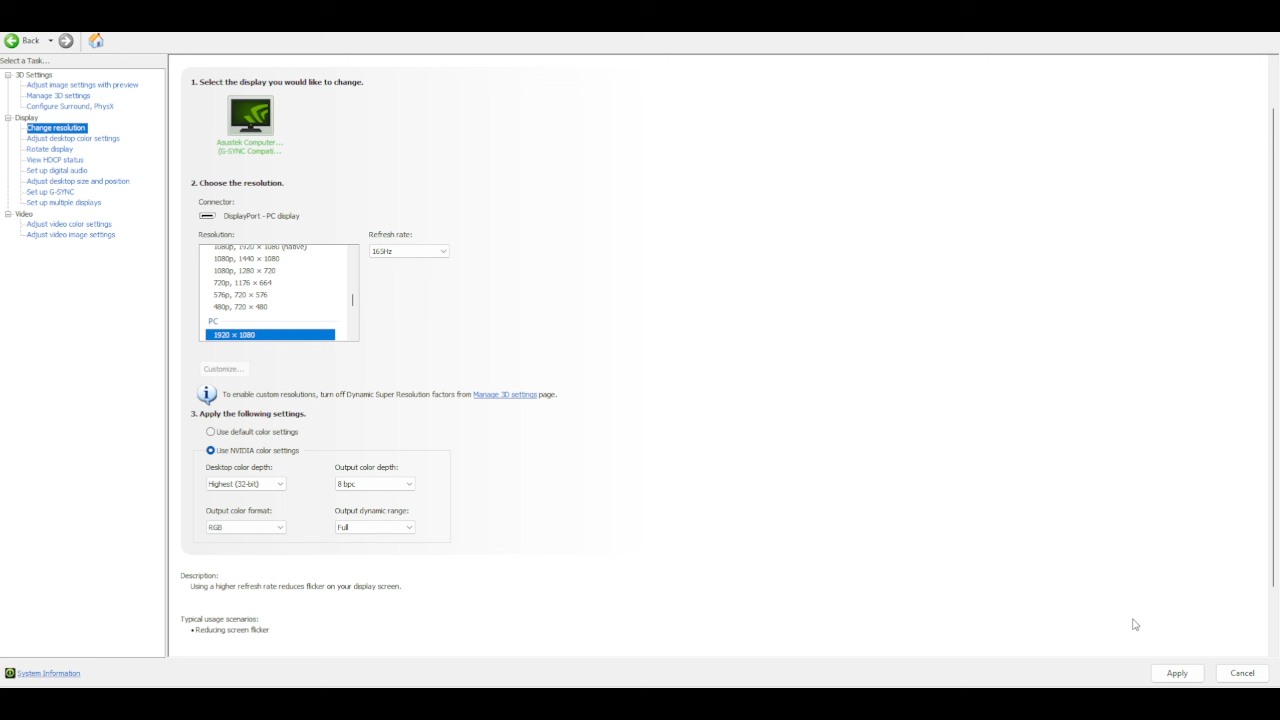 Back
Select a Task...
3D Settings
Adjust image settings with preview
Manage 3D settings
Configure Surround, PhysX
Display
Change resolution
Adjust desktop color settings
Rotate display
View HDCP status
Set up digital audio
Adjust desktop size and position
Set up G-SYNC
Set up multiple displays
Video
Adjust video color settings
Adjust video image settings
System Information
1. Select the display you would like to change.
Asustek Computer...
(G-SYNC Compati...
2. Choose the resolution.
Connector:
DisplayPort - PC display
Resolution:
Refresh rate:
1080p, 1920 × 1080 (native)
165Hz
1080p, 1440 × 1080
1080p, 1280 × 720
720p, 1176 × 664
576p, 720 × 576
480p, 720 × 480
PC
1920 × 1080
Customize...
To enable custom resolutions, turn off Dynamic Super Resolution factors from Manage 3D settings page.
3. Apply the following settings.
Use default color settings
Use NVIDIA color settings
Desktop color depth:
Output color depth:
Highest (32-bit)
8 bpc
Output color format:
Output dynamic range:
RGB
Full
Description:
Using a higher refresh rate reduces flicker on your display screen.
Typical usage scenarios:
• Reducing screen flicker
Apply
Cancel